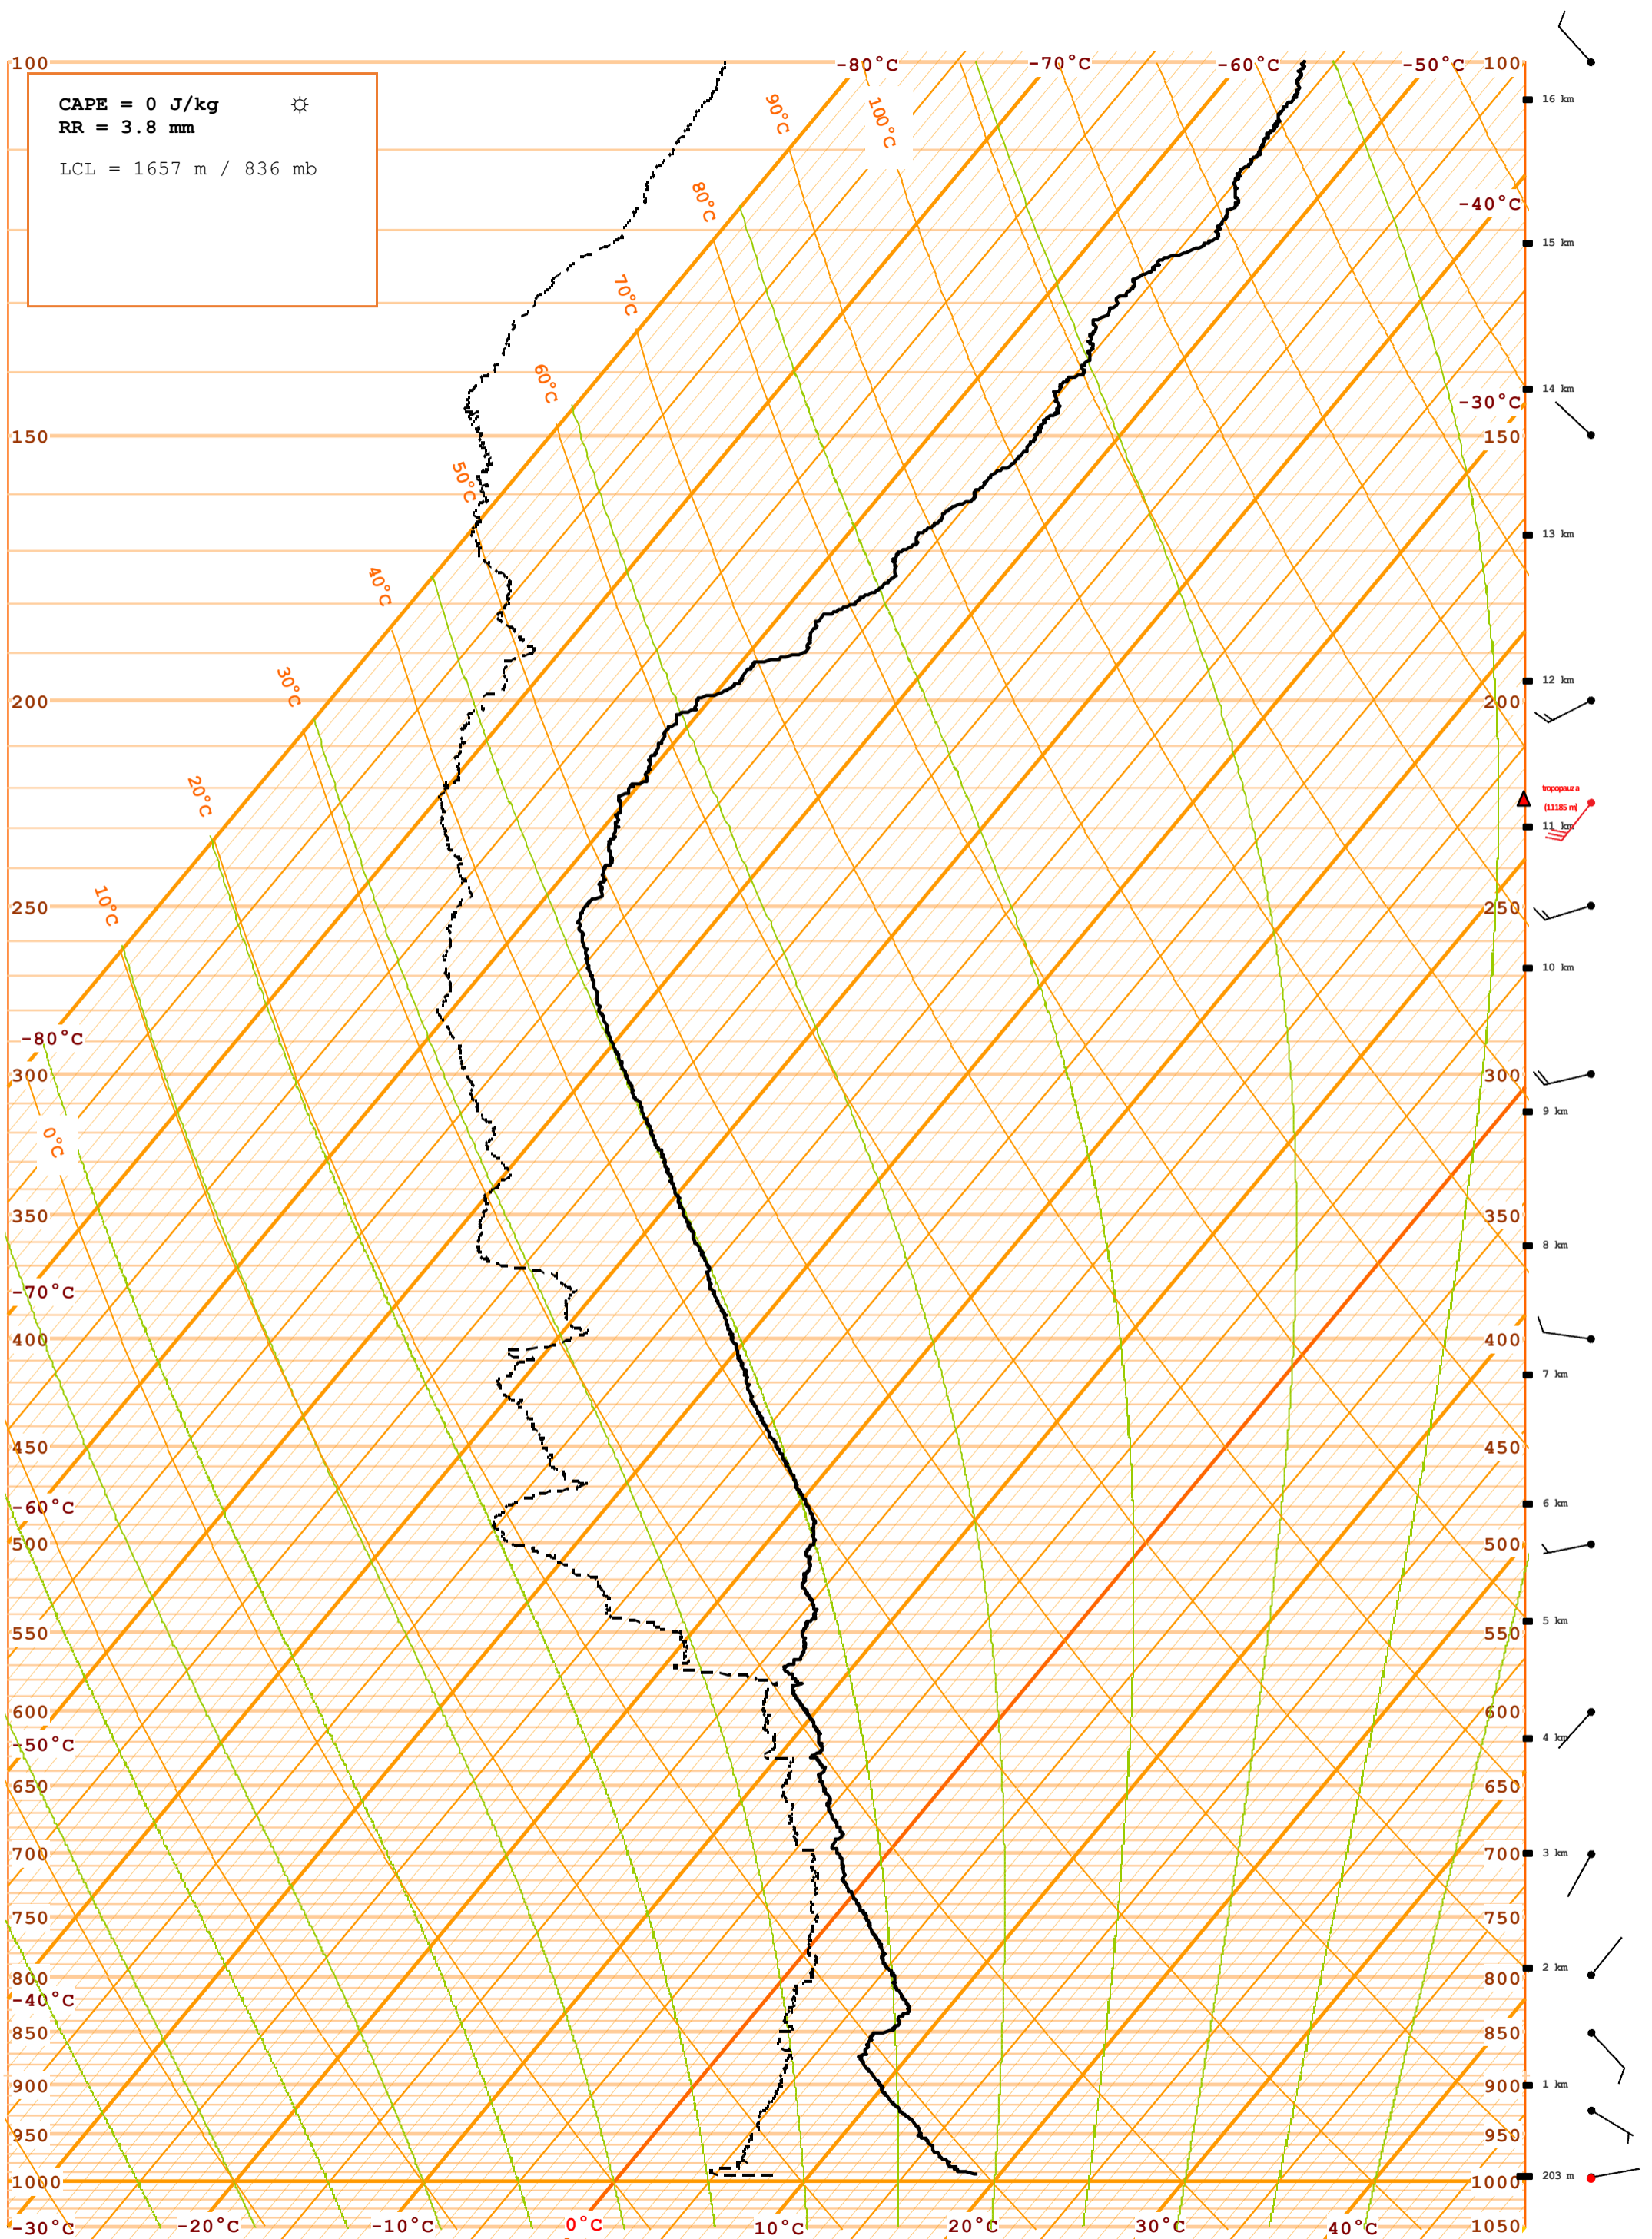 -80°C
-70°C
-60°C
-50°C
100
100
CAPE = 0 J/kg ☼
RR = 3.8 mm
LCL = 1657 m / 836 mb
16 km
90°C
100°C
80°C
-40°C
15 km
70°C
60°C
14 km
-30°C
150
150
50°C
13 km
40°C
12 km
30°C
200
200
20°C
tropopauza
(11185 m)
11 km
10°C
250
250
10 km
-80°C
300
300
9 km
0°C
350
350
8 km
-70°C
400
400
7 km
450
450
-60°C
6 km
500
500
5 km
550
550
600
600
-50°C
4 km
650
650
700
700
3 km
750
750
2 km
800
800
-40°C
850
850
900
900
1 km
950
950
1000
1000
203 m
-30°C
-20°C
-10°C
0°C
10°C
20°C
30°C
40°C
1050